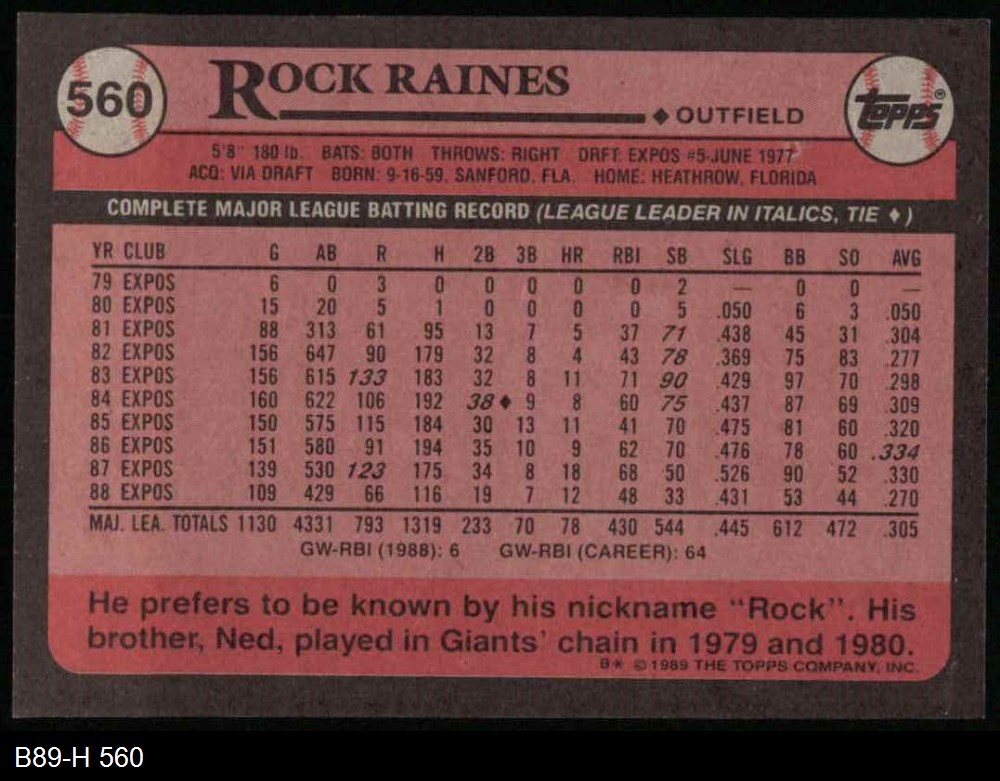 560
ROCK RAINES
TOPPS®
♦ OUTFIELD
5'8" 180 lb. BATS: BOTH THROWS: RIGHT DRFT: EXPOS #5-JUNE 1977
ACQ: VIA DRAFT BORN: 9-16-59, SANFORD, FLA. HOME: HEATHROW, FLORIDA
COMPLETE MAJOR LEAGUE BATTING RECORD (LEAGUE LEADER IN ITALICS, TIE ♦)
YR CLUB G AB R H 2B 3B HR RBI SB SLG BB SO AVG
79 EXPOS 6 0 3 0 0 0 0 0 2 — 0 0 —
80 EXPOS 15 20 5 1 0 0 0 0 5 .050 6 3 .050
81 EXPOS 88 313 61 95 13 7 5 37 71 .438 45 31 .304
82 EXPOS 156 647 90 179 32 8 4 43 78 .369 75 83 .277
83 EXPOS 156 615 133 183 32 8 11 71 90 .429 97 70 .298
84 EXPOS 160 622 106 192 38♦ 9 8 60 75 .437 87 69 .309
85 EXPOS 150 575 115 184 30 13 11 41 70 .475 81 60 .320
86 EXPOS 151 580 91 194 35 10 9 62 70 .476 78 60 .334
87 EXPOS 139 530 123 175 34 8 18 68 50 .526 90 52 .330
88 EXPOS 109 429 66 116 19 7 12 48 33 .431 53 44 .270
MAJ. LEA. TOTALS 1130 4331 793 1319 233 70 78 430 544 .445 612 472 .305
GW-RBI (1988): 6 GW-RBI (CAREER): 64
He prefers to be known by his nickname "Rock". His
brother, Ned, played in Giants' chain in 1979 and 1980.
B* © 1989 THE TOPPS COMPANY, INC.
B89-H 560